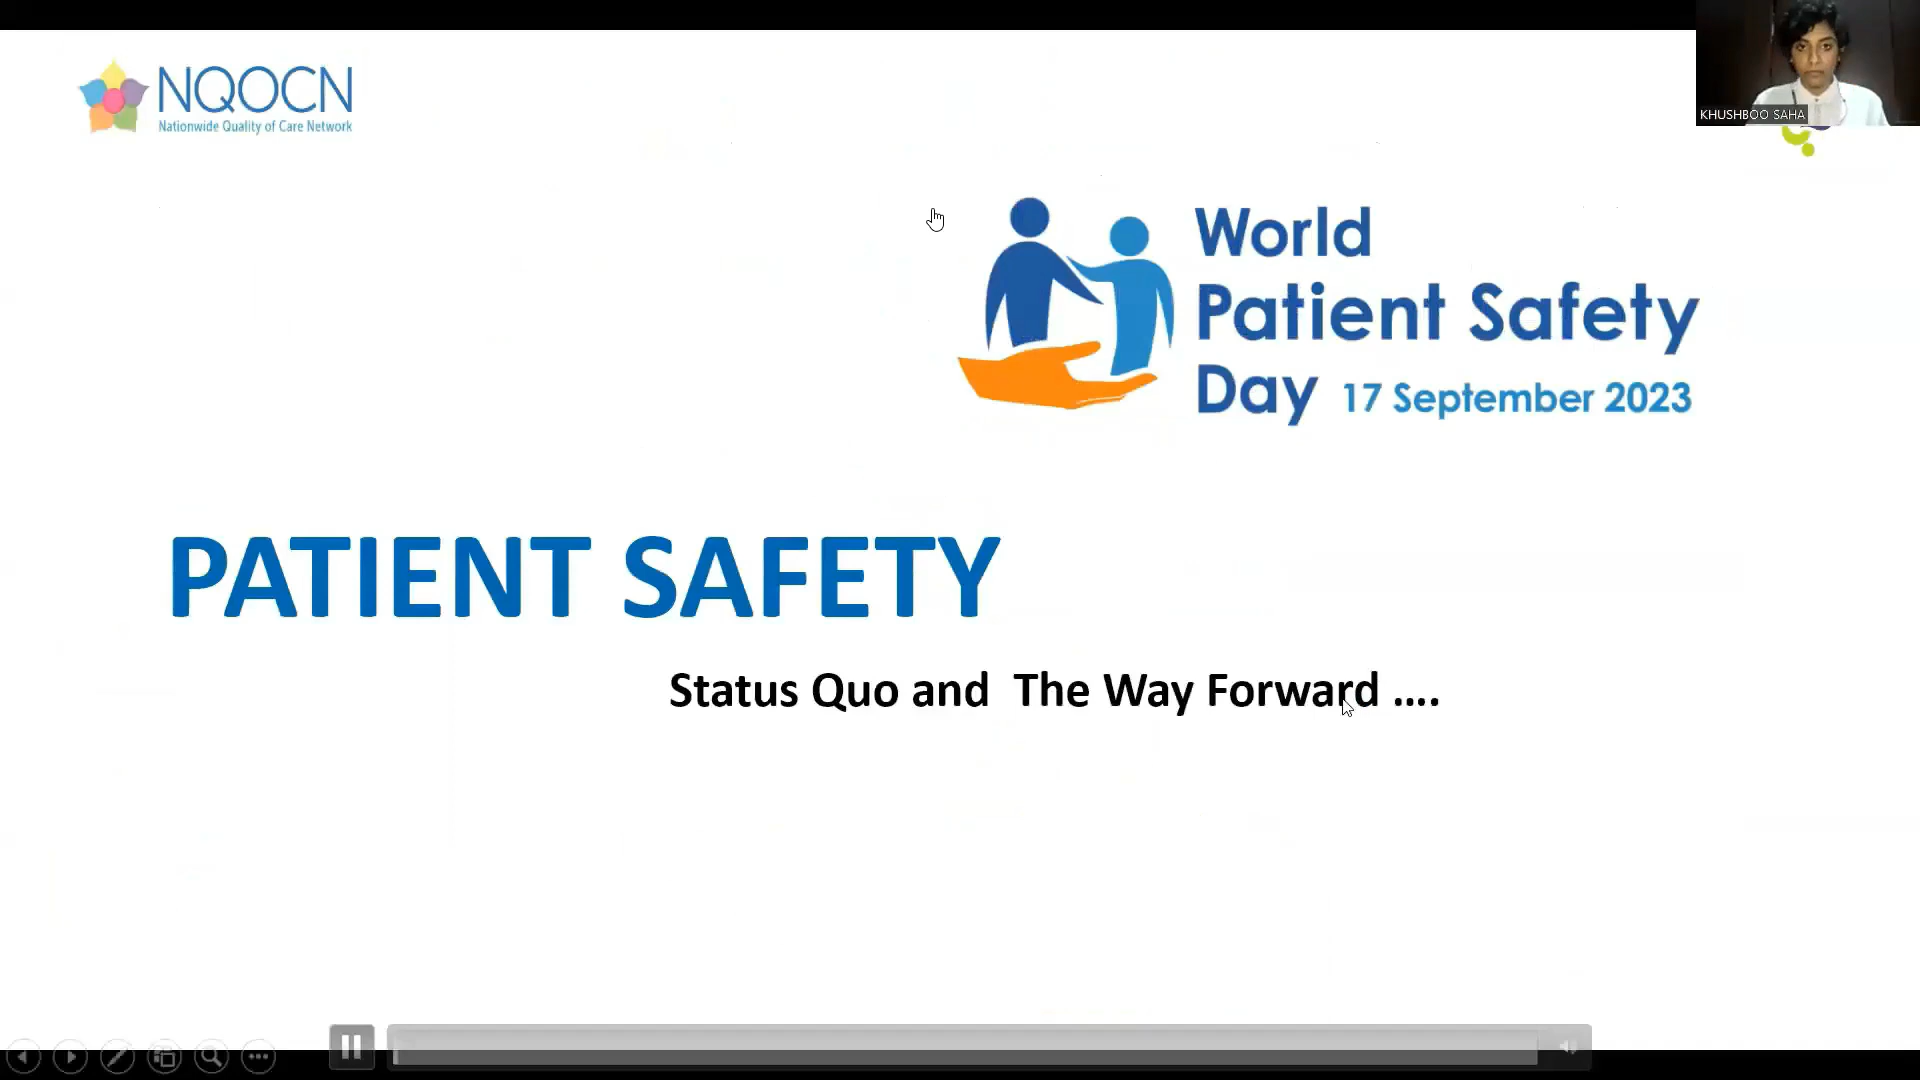 NQOCN
Nationwide Quality of Care Network
KHUSHBOO SAHA
World
Patient Safety
Day 17 September 2023
PATIENT SAFETY
Status Quo and  The Way Forward ....